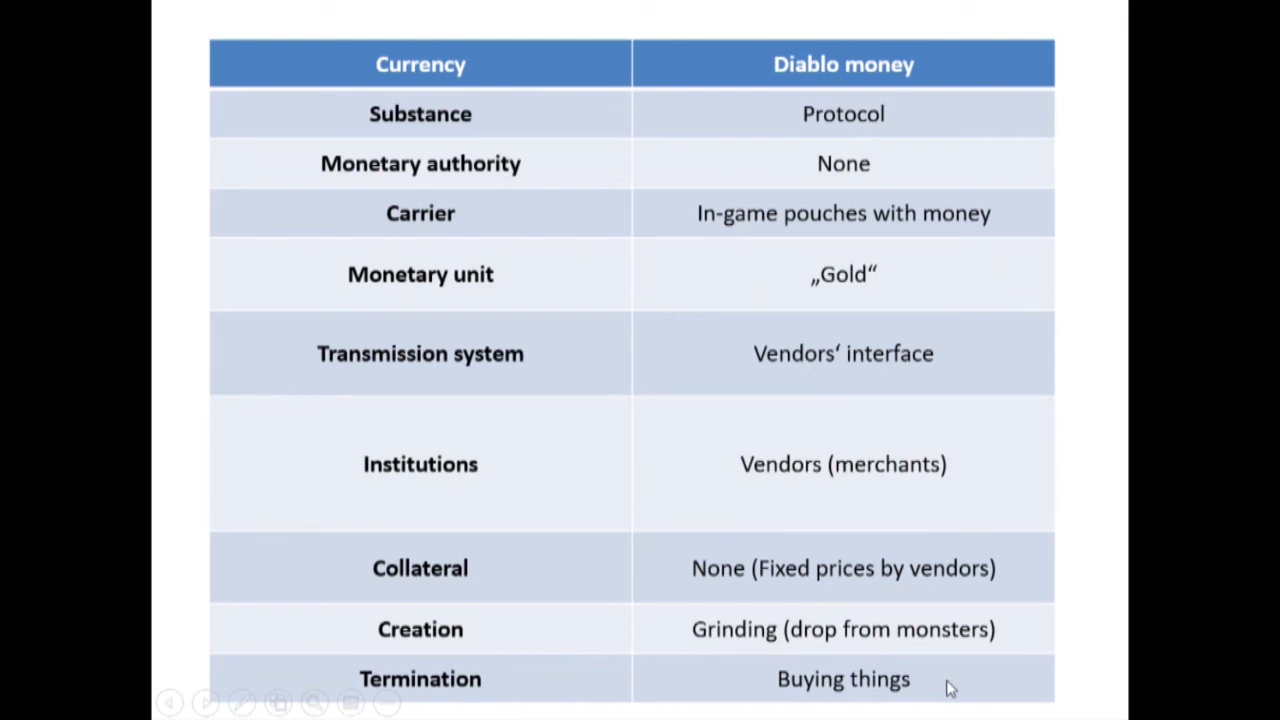 Currency Diablo money
Substance Protocol
Monetary authority None
Carrier In-game pouches with money
Monetary unit „Gold“
Transmission system Vendors‘ interface
Institutions Vendors (merchants)
Collateral None (Fixed prices by vendors)
Creation Grinding (drop from monsters)
Termination Buying things